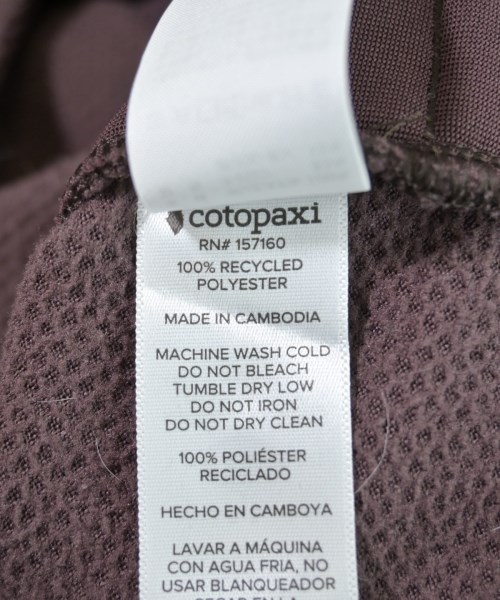 cotopaxi
RN# 157160
100% RECYCLED
POLYESTER
MADE IN CAMBODIA
MACHINE WASH COLD
DO NOT BLEACH
TUMBLE DRY LOW
DO NOT IRON
DO NOT DRY CLEAN
100% POLIÉSTER
RECICLADO
HECHO EN CAMBOYA
LAVAR A MÁQUINA
CON AGUA FRIA, NO
USAR BLANQUEADOR